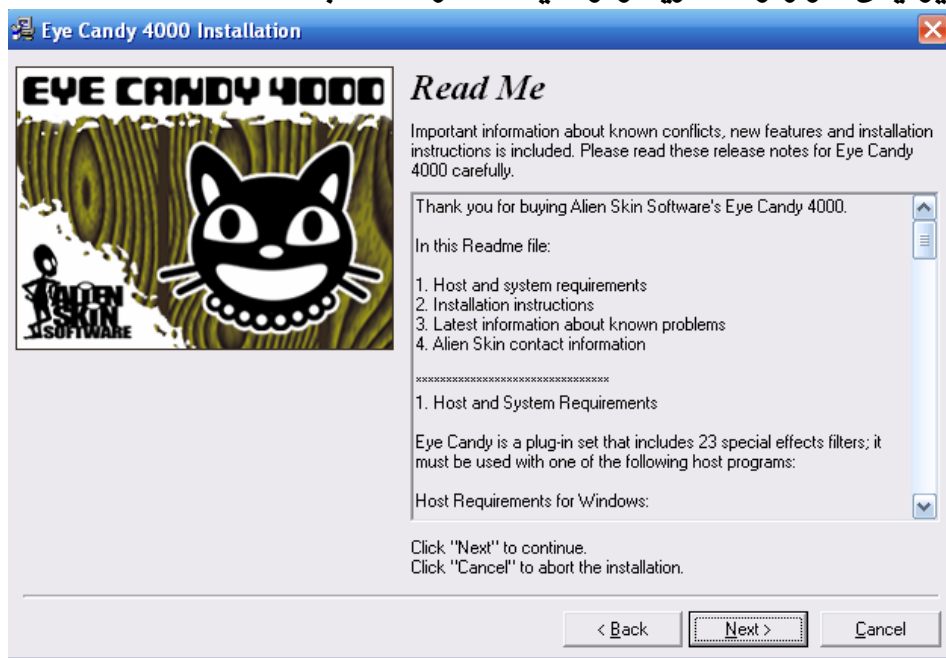 Eye Candy 4000 Installation
EYE CANDY 4000
ALIEN
SKIN
SOFTWARE
Read Me
Important information about known conflicts, new features and installation
instructions is included. Please read these release notes for Eye Candy
4000 carefully.
Thank you for buying Alien Skin Software's Eye Candy 4000.
In this Readme file:
1. Host and system requirements
2. Installation instructions
3. Latest information about known problems
4. Alien Skin contact information
********************************
1. Host and System Requirements
Eye Candy is a plug-in set that includes 23 special effects filters; it
must be used with one of the following host programs:
Host Requirements for Windows:
Click "Next" to continue.
Click "Cancel" to abort the installation.
< Back
Next >
Cancel